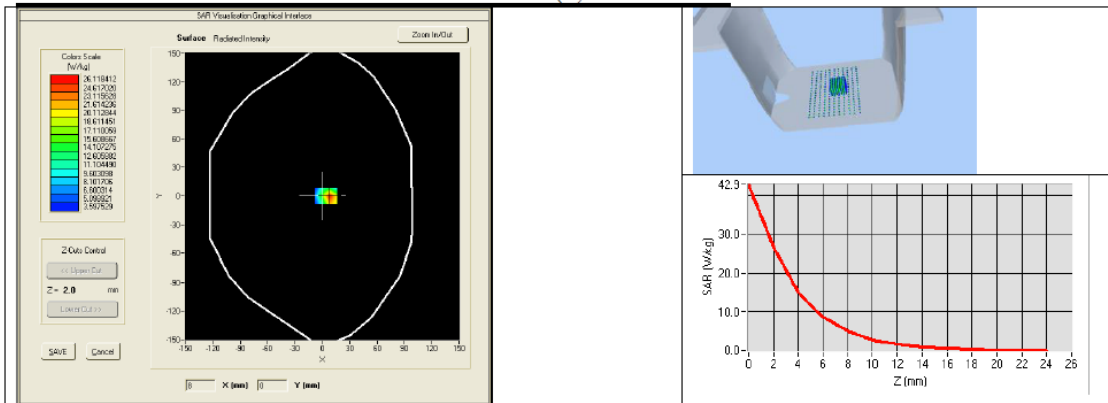 SAR Visualisation Graphical Interface
Surface Radiated Intensity
Zoom In/Out
Colors Scale
(W/kg)
26.118412
24.617020
23.115628
21.614236
20.112844
18.611451
17.110059
15.608667
14.107275
12.605882
11.104490
9.603098
8.101706
6.600314
5.098921
3.597529
150-
120-
90-
60-
30-
Y 0-
-30-
-60-
-90-
-120-
-150-
-150 -120 -90 -60 -30 0 30 60 90 120 150
X
Z-Cuts Control
<< Upper Cut
Z = 2.0 mm
Lower Cut >>
SAVE Cancel
8 X (mm) 0 Y (mm)
42.9-
30.0-
20.0-
10.0-
0.0-
SAR (W/kg)
0 2 4 6 8 10 12 14 16 18 20 22 24 26
Z (mm)